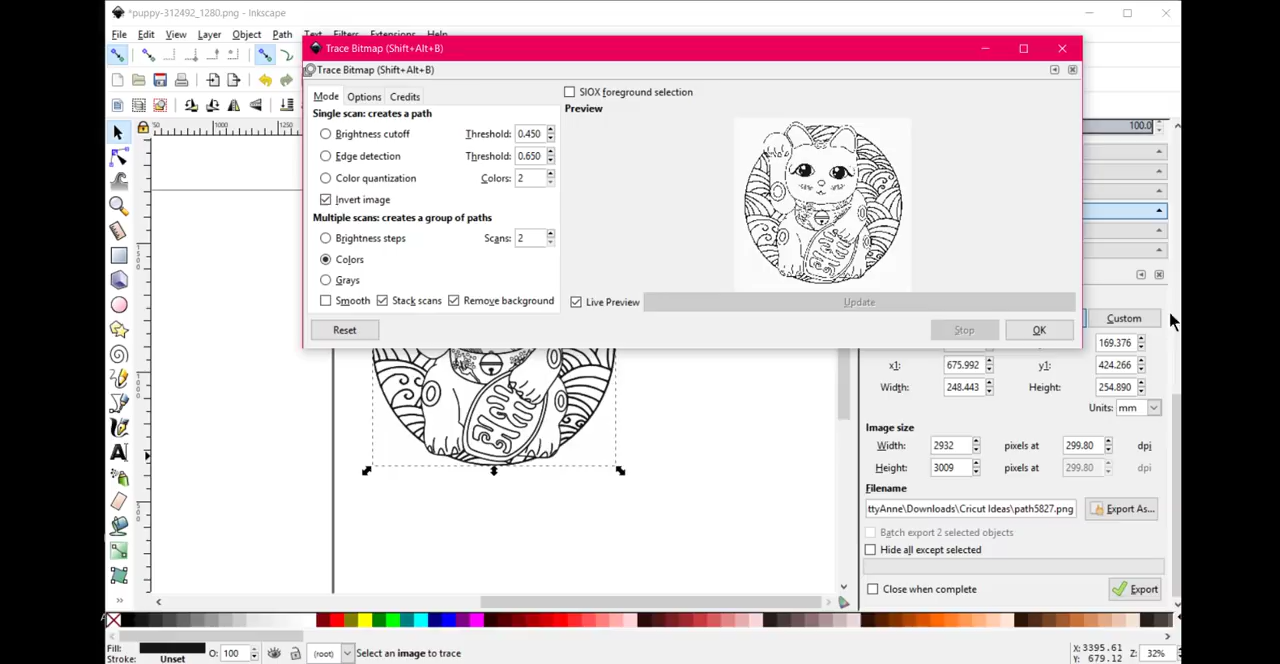 *puppy-312492_1280.png - Inkscape
File Edit View Layer Object Path Text Filters Extensions Help
Trace Bitmap (Shift+Alt+B)
Trace Bitmap (Shift+Alt+B)
Mode Options Credits
SIOX foreground selection
Single scan: creates a path
Preview
Brightness cutoff Threshold: 0.450
Edge detection Threshold: 0.650
Color quantization Colors: 2
Invert image
Multiple scans: creates a group of paths
Brightness steps Scans: 2
Colors
Grays
Smooth Stack scans Remove background
Live Preview Update
Reset Stop OK
1000 1250
100.0
Custom
169.376
x1: 675.992 y1: 424.266
Width: 248.443 Height: 254.890
Units: mm
Image size
Width: 2932 pixels at 299.80 dpi
Height: 3009 pixels at 299.80 dpi
Filename
ttyAnne\Downloads\Cricut Ideas\path5827.png Export As...
Batch export 2 selected objects
Hide all except selected
Close when complete Export
Fill:
Stroke: Unset
O: 100 (root) Select an image to trace
X: 3395.61
Y: 679.12
Z: 32%